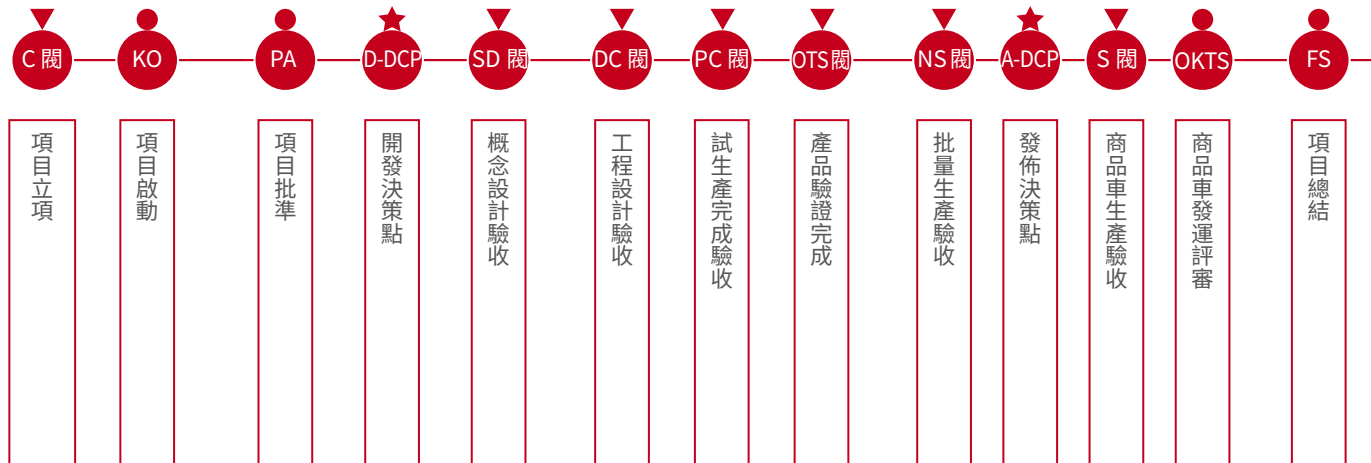 C 閥
KO
PA
D-DCP
SD 閥
DC 閥
PC 閥
OTS閥
NS閥
A-DCP
S 閥
OKTS
FS
項目立項
項目啟動
項目批準
開發決策點
概念設計驗收
工程設計驗收
試生產完成驗收
產品驗證完成
批量生產驗收
發佈決策點
商品車生產驗收
商品車發運評審
項目總結